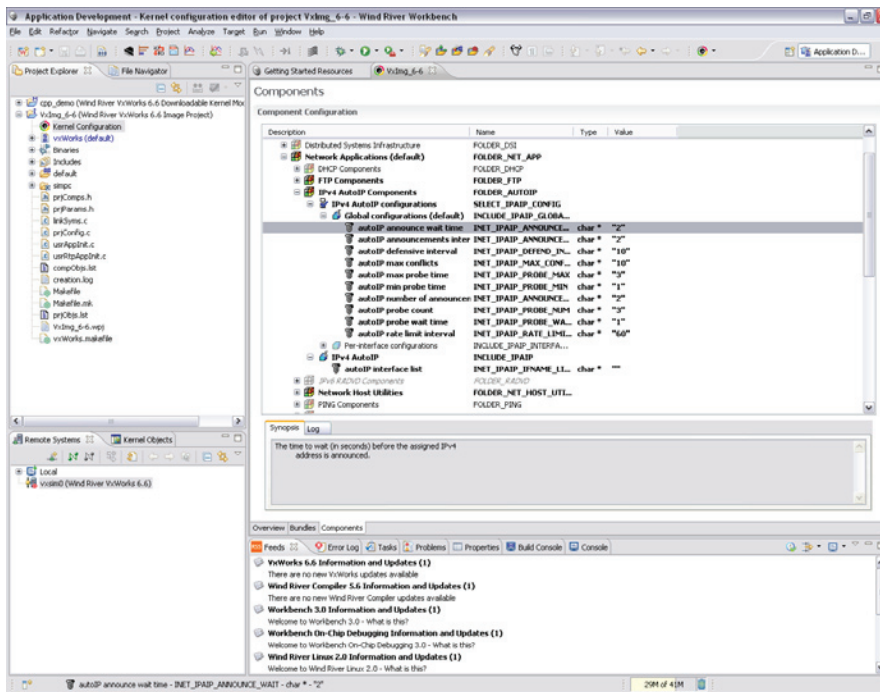 Application Development - Kernel configuration editor of project VxImg_6-6 - Wind River Workbench
File Edit Refactor Navigate Search Project Analyze Target Run Window Help
Application D...
Project Explorer File Navigator
cpp_demo (Wind River VxWorks 6.6 Downloadable Kernel Mod
VxImg_6-6 (Wind River VxWorks 6.6 Image Project)
Kernel Configuration
vxWorks (default)
Binaries
Includes
default
simpc
prjComps.h
prjParams.h
linkSyms.c
prjConfig.c
usrAppInit.c
usrRtpAppInit.c
compObjs.lst
creation.log
Makefile
Makefile.mk
prjObjs.lst
VxImg_6-6.wpj
vxWorks.makefile
Remote Systems Kernel Objects
Local
vxsim0 (Wind River VxWorks 6.6)
Getting Started Resources VxImg_6-6
Components
Component Configuration
Description Name Type Value
Distributed Systems Infrastructure FOLDER_DSI
Network Applications (default) FOLDER_NET_APP
DHCP Components FOLDER_DHCP
FTP Components FOLDER_FTP
IPv4 AutoIP Components FOLDER_AUTOIP
IPv4 AutoIP configurations SELECT_IPAIP_CONFIG
Global configurations (default) INCLUDE_IPAIP_GLOBA...
autoIP announce wait time INET_IPAIP_ANNOUNCE... char * "2"
autoIP announcements inter INET_IPAIP_ANNOUNCE... char * "2"
autoIP defensive interval INET_IPAIP_DEFEND_IN... char * "10"
autoIP max conflicts INET_IPAIP_MAX_CONF... char * "10"
autoIP max probe time INET_IPAIP_PROBE_MAX char * "3"
autoIP min probe time INET_IPAIP_PROBE_MIN char * "1"
autoIP number of announcen INET_IPAIP_ANNOUNCE... char * "2"
autoIP probe count INET_IPAIP_PROBE_NUM char * "3"
autoIP probe wait time INET_IPAIP_PROBE_WA... char * "1"
autoIP rate limit interval INET_IPAIP_RATE_LIMI... char * "60"
Per-interface configurations INCLUDE_IPAIP_INTERFA...
IPv4 AutoIP INCLUDE_IPAIP
autoIP interface list INET_IPAIP_IFNAME_LI... char * ""
IPv6 RADVD Components FOLDER_RADVD
Network Host Utilities FOLDER_NET_HOST_UTI...
PING Components FOLDER_PING
Synopsis Log
The time to wait (in seconds) before the assigned IPv4
address is announced.
Overview Bundles Components
Feeds Error Log Tasks Problems Properties Build Console Console
VxWorks 6.6 Information and Updates (1)
There are no new VxWorks updates available
Wind River Compiler 5.6 Information and Updates (1)
There are no new Wind River Compiler updates available
Workbench 3.0 Information and Updates (1)
Welcome to Workbench 3.0 - What is this?
Workbench On-Chip Debugging Information and Updates (1)
Welcome to Workbench On-Chip Debugging 3.0 - What is this?
Wind River Linux 2.0 Information and Updates (1)
Welcome to Wind River Linux 2.0 - What is this?
autoIP announce wait time - INET_IPAIP_ANNOUNCE_WAIT - char * - "2"
29M of 41M